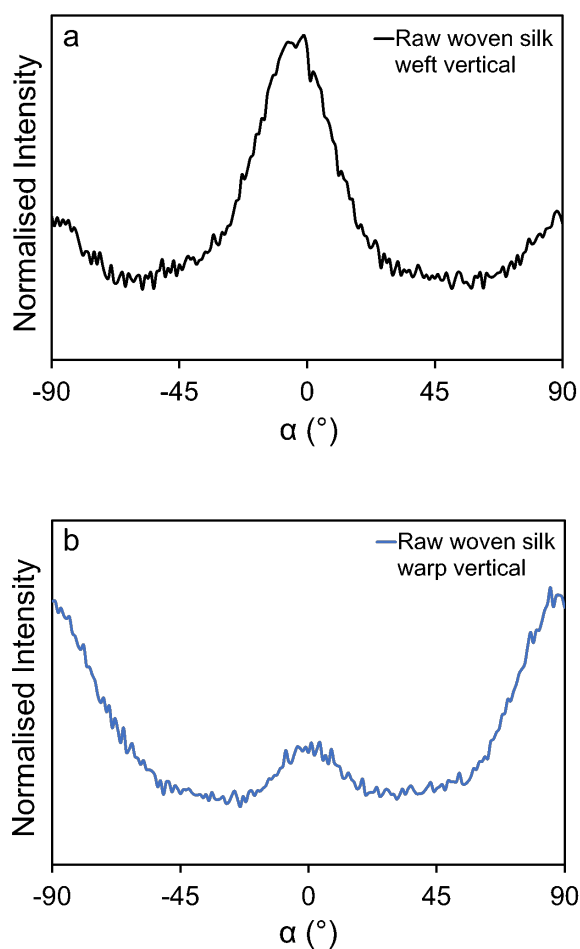 a
Raw woven silk
weft vertical
Normalised Intensity
-90 -45 0 45 90
α (°)
b
Raw woven silk
warp vertical
Normalised Intensity
-90 -45 0 45 90
α (°)